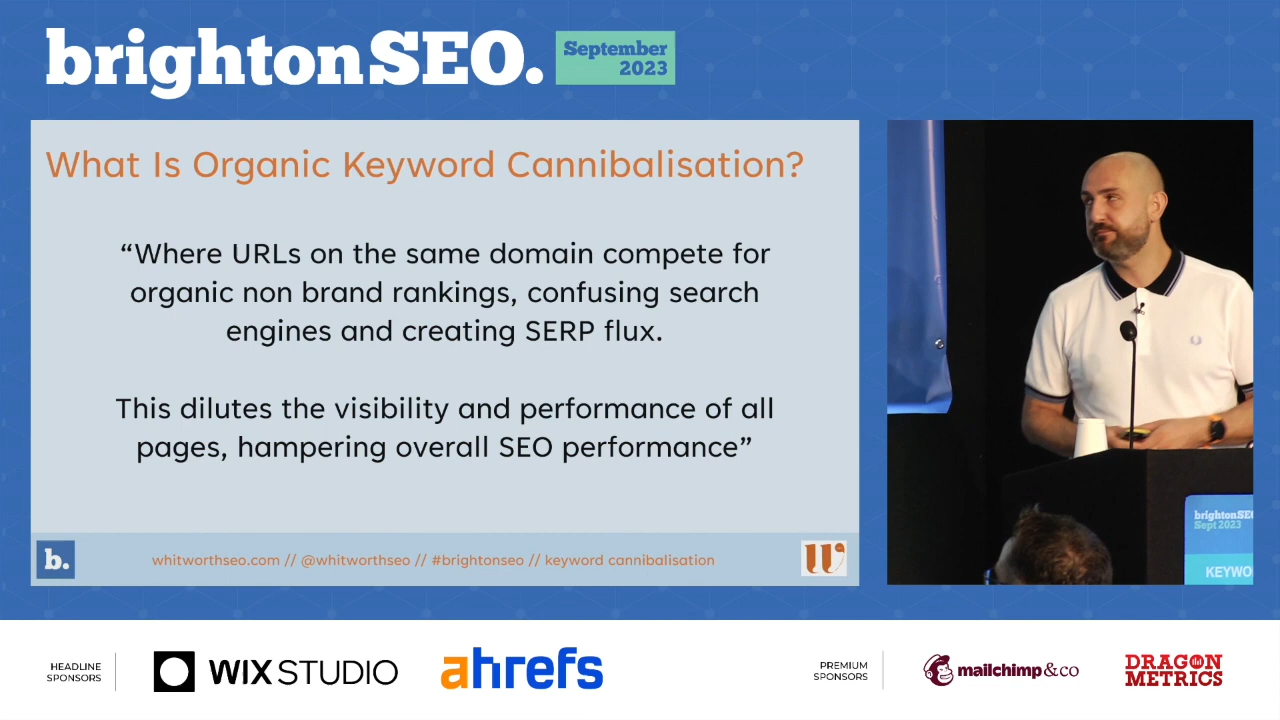 brightonSEO.
September
2023
What Is Organic Keyword Cannibalisation?
“Where URLs on the same domain compete for
organic non brand rankings, confusing search
engines and creating SERP flux.
This dilutes the visibility and performance of all
pages, hampering overall SEO performance”
b.
whitworthseo.com // @whitworthseo // #brightonseo // keyword cannibalisation
w
brightonSEO
Sept 2023
KEYWO
HEADLINE
SPONSORS
WIX STUDIO
ahrefs
PREMIUM
SPONSORS
mailchimp&co
DRAGON
METRICS